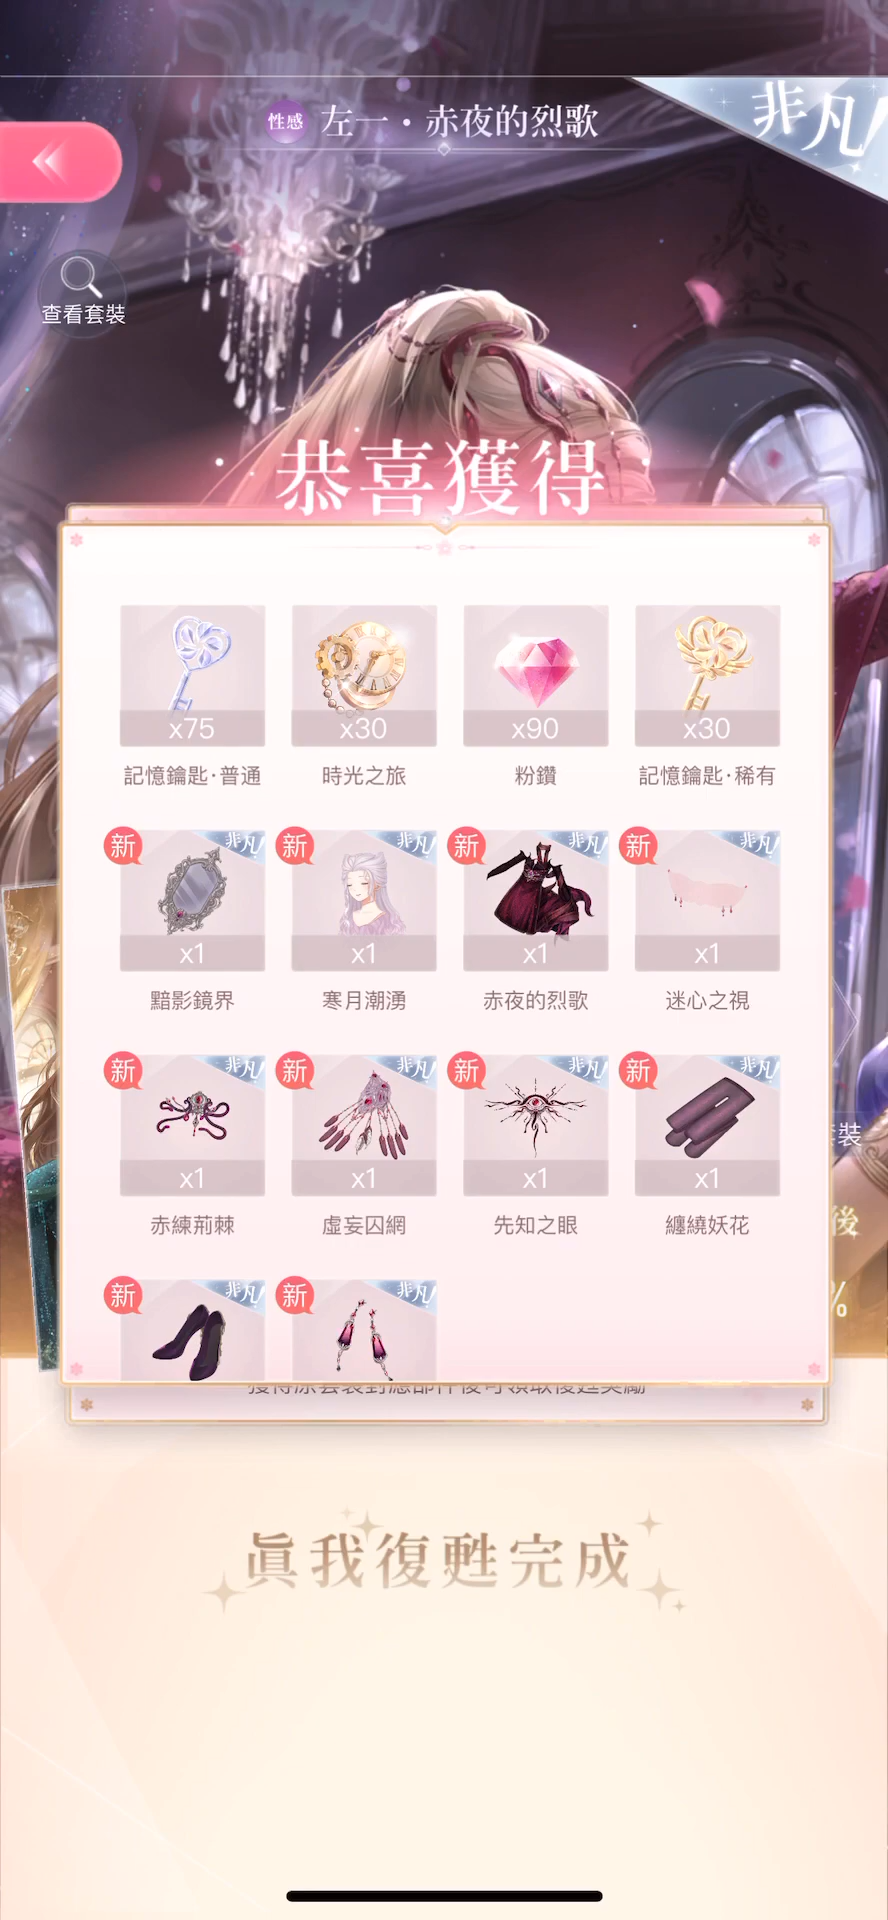 性感 左一·赤夜的烈歌
非凡!
查看套裝
恭喜獲得
x75 x30 x90 x30
記憶鑰匙·普通 時光之旅 粉鑽 記憶鑰匙·稀有
新 非凡! 新 非凡! 新 非凡! 新 非凡!
x1 x1 x1 x1
黯影鏡界 寒月潮湧 赤夜的烈歌 迷心之視
新 非凡! 新 非凡! 新 非凡! 新 非凡!
x1 x1 x1 x1
赤練荊棘 虛妄囚網 先知之眼 纏繞妖花
裝
後
新 非凡! 新 非凡!
%
真我復甦完成